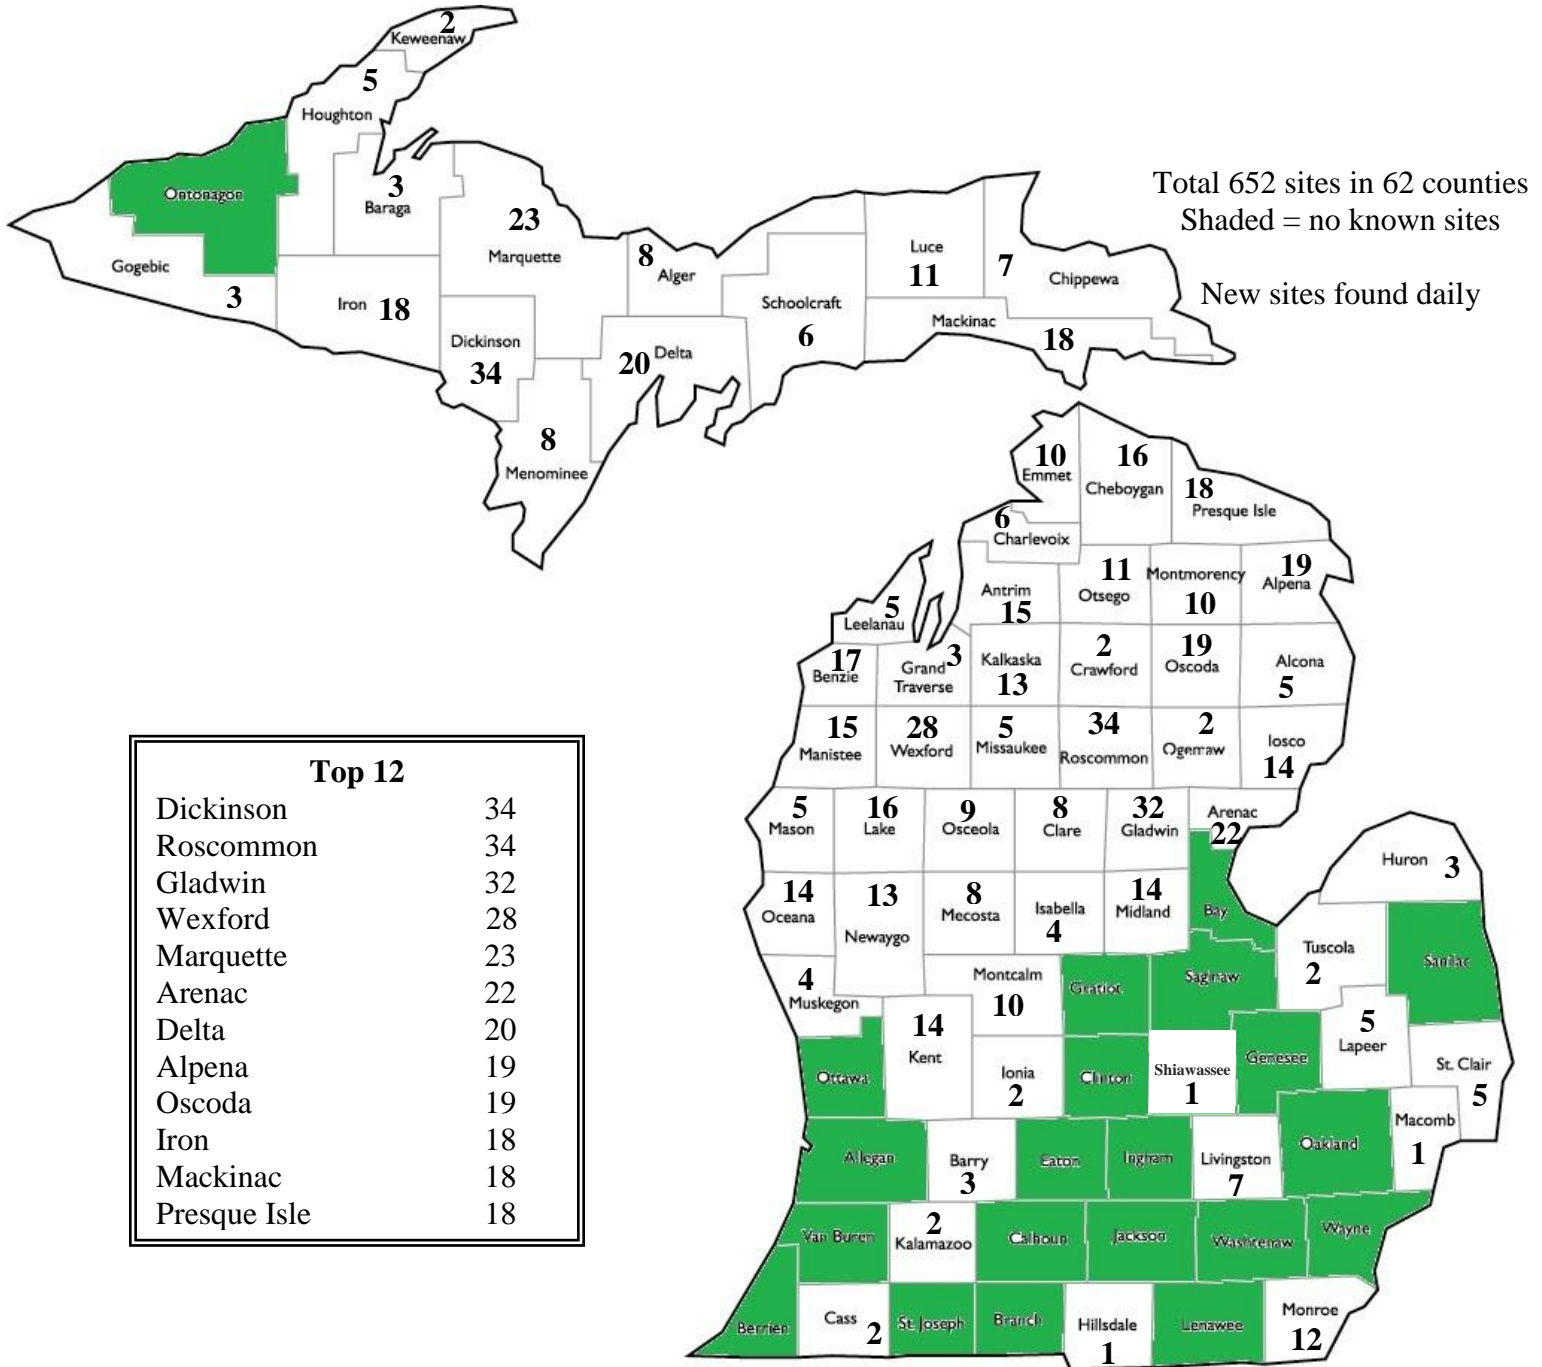 2
Keweenaw
5
Houghton
Ontonagon
3
Baraga
23
Marquette
8
Alger
Gogebic
3
Iron 18
Dickinson
34
8
Menominee
20 Delta
Schoolcraft
6
Luce
11
7 Chippewa
Mackinac
18
Total 652 sites in 62 counties
Shaded = no known sites
New sites found daily
10
Emmet
16
Cheboygan
18
Presque Isle
6
Charlevoix
Antrim
15
11
Otsego
Montmorency
10
19
Alpena
5
Leelanau
17
Benzie
Grand 3
Traverse
Kalkaska
13
2
Crawford
19
Oscoda
Alcona
5
15
Manistee
28
Wexford
5
Missaukee
34
Roscommon
2
Ogemaw
Iosco
14
5
Mason
16
Lake
9
Osceola
8
Clare
32
Gladwin
Arenac
22
Huron 3
14
Oceana
13
Newaygo
8
Mecosta
Isabella
4
14
Midland
Bay
Tuscola
2
Sanilac
4
Muskegon
Montcalm
10
Gratiot
Saginaw
14
Kent
Ionia
2
Ottawa
Clinton
Shiawassee
1
Genesee
5
Lapeer
St. Clair
5
Macomb
1
Allegan
Barry
3
Eaton
Ingham
Livingston
7
Oakland
Van Buren
2
Kalamazoo
Calhoun
Jackson
Washtenaw
Wayne
Berrien
Cass
2
St. Joseph
Branch
Hillsdale
1
Lenawee
Monroe
12
Top 12
Dickinson 34
Roscommon 34
Gladwin 32
Wexford 28
Marquette 23
Arenac 22
Delta 20
Alpena 19
Oscoda 19
Iron 18
Mackinac 18
Presque Isle 18